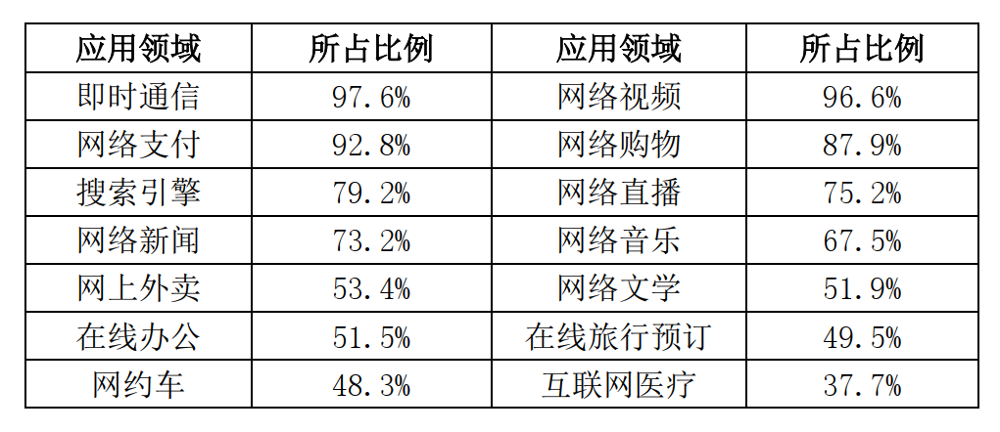 应用领域 所占比例 应用领域 所占比例
即时通信 97.6% 网络视频 96.6%
网络支付 92.8% 网络购物 87.9%
搜索引擎 79.2% 网络直播 75.2%
网络新闻 73.2% 网络音乐 67.5%
网上外卖 53.4% 网络文学 51.9%
在线办公 51.5% 在线旅行预订 49.5%
网约车 48.3% 互联网医疗 37.7%